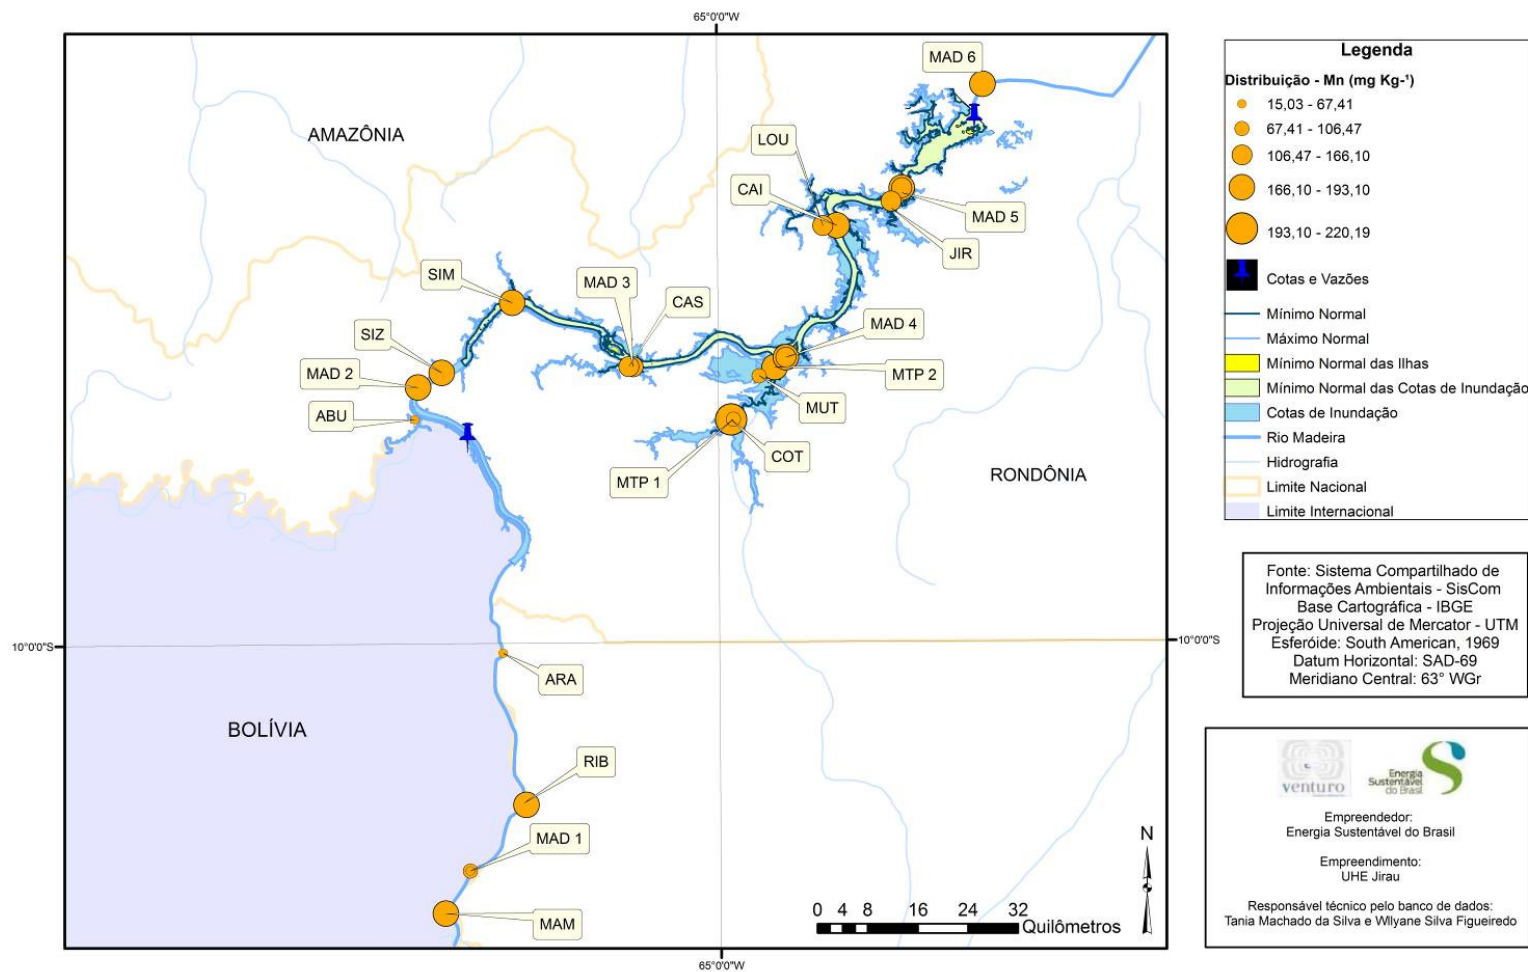 65°0'0"W
MAD 6
AMAZÔNIA
LOU
CAI
MAD 5
JIR
SIM
MAD 3
CAS
MAD 4
SIZ
MAD 2
MTP 2
ABU
MUT
COT
MTP 1
RONDÔNIA
10°0'0"S
10°0'0"S
ARA
BOLÍVIA
RIB
MAD 1
MAM
N
0 4 8 16 24 32
Quilômetros
65°0'0"W
Legenda
Distribuição - Mn (mg Kg-¹)
15,03 - 67,41
67,41 - 106,47
106,47 - 166,10
166,10 - 193,10
193,10 - 220,19
Cotas e Vazões
Mínimo Normal
Máximo Normal
Mínimo Normal das Ilhas
Mínimo Normal das Cotas de Inundação
Cotas de Inundação
Rio Madeira
Hidrografia
Limite Nacional
Limite Internacional
Fonte: Sistema Compartilhado de
Informações Ambientais - SisCom
Base Cartográfica - IBGE
Projeção Universal de Mercator - UTM
Esferóide: South American, 1969
Datum Horizontal: SAD-69
Meridiano Central: 63° WGr
venturo
Energia
Sustentável
do Brasil
Empreendedor:
Energia Sustentável do Brasil
Empreendimento:
UHE Jirau
Responsável técnico pelo banco de dados:
Tania Machado da Silva e Wllyane Silva Figueiredo